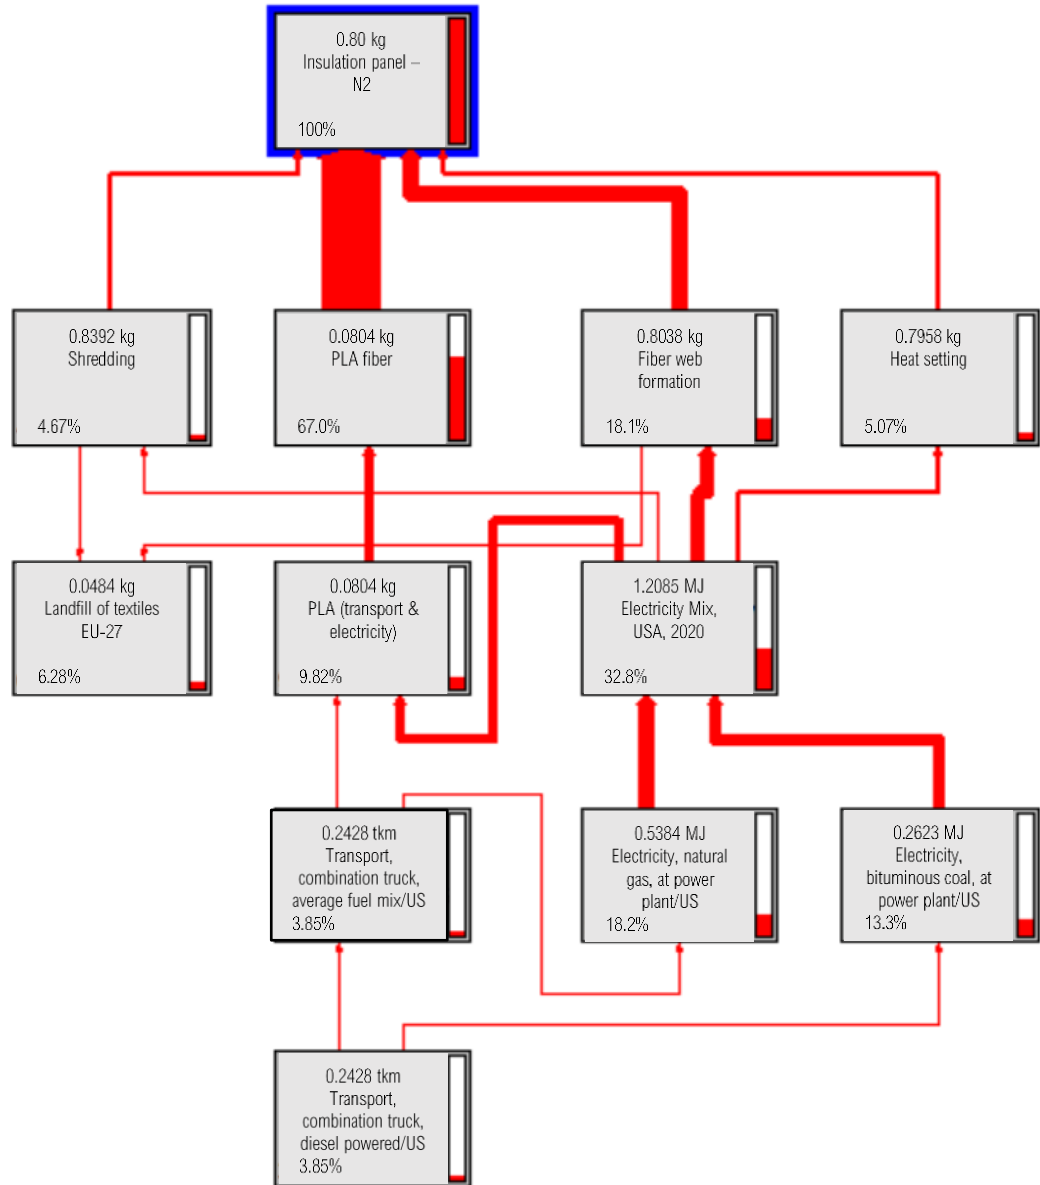 0.80 kg
Insulation panel –
N2
100%
0.8392 kg
Shredding
4.67%
0.0804 kg
PLA fiber
67.0%
0.8038 kg
Fiber web
formation
18.1%
0.7958 kg
Heat setting
5.07%
0.0484 kg
Landfill of textiles
EU-27
6.28%
0.0804 kg
PLA (transport &
electricity)
9.82%
1.2085 MJ
Electricity Mix,
USA, 2020
32.8%
0.2428 tkm
Transport,
combination truck,
average fuel mix/US
3.85%
0.5384 MJ
Electricity, natural
gas, at power
plant/US
18.2%
0.2623 MJ
Electricity,
bituminous coal, at
power plant/US
13.3%
0.2428 tkm
Transport,
combination truck,
diesel powered/US
3.85%